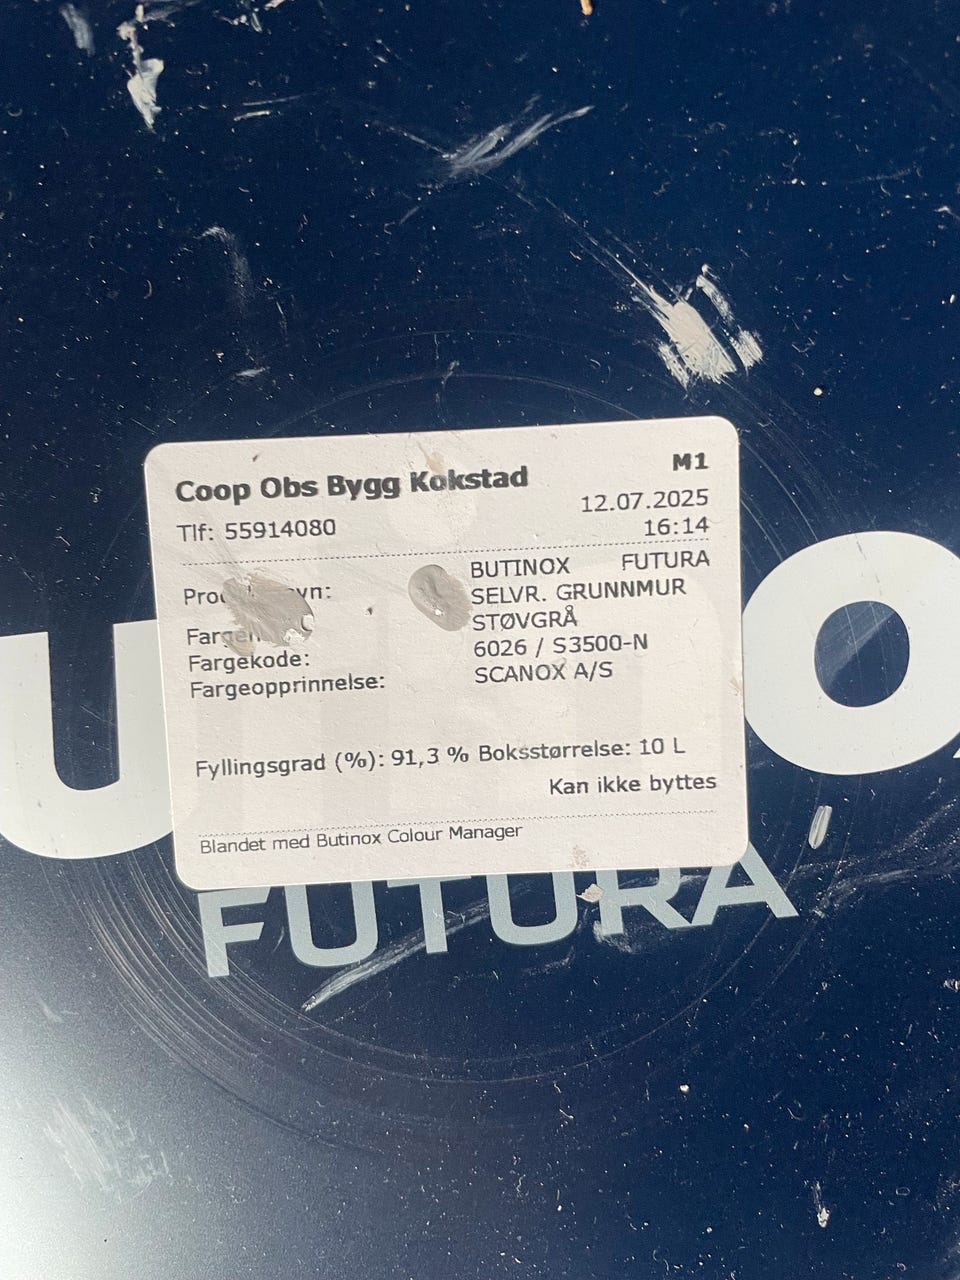 Coop Obs Bygg Kokstad M1
Tlf: 55914080 12.07.2025
16:14
BUTINOX FUTURA
SELVR. GRUNNMUR
STØVGRÅ
Fargekode: 6026 / S3500-N
Fargeopprinnelse: SCANOX A/S
Fyllingsgrad (%): 91,3 % Boksstørrelse: 10 L
Kan ikke byttes
Blandet med Butinox Colour Manager
FUTURA